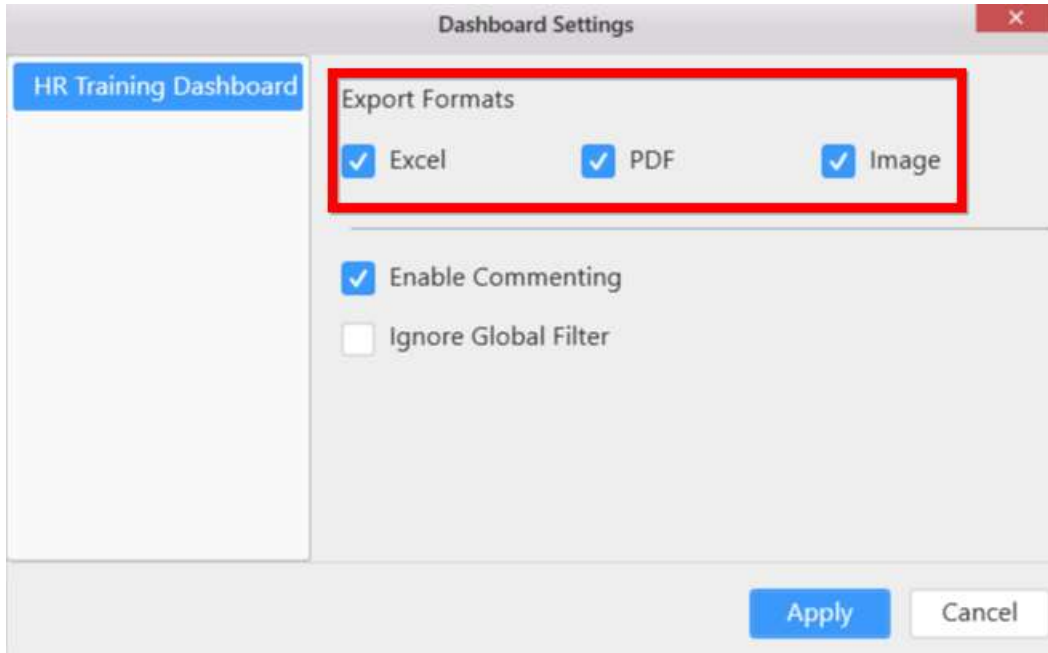 Dashboard Settings
HR Training Dashboard
Export Formats
Excel PDF Image
Enable Commenting
Ignore Global Filter
Apply Cancel